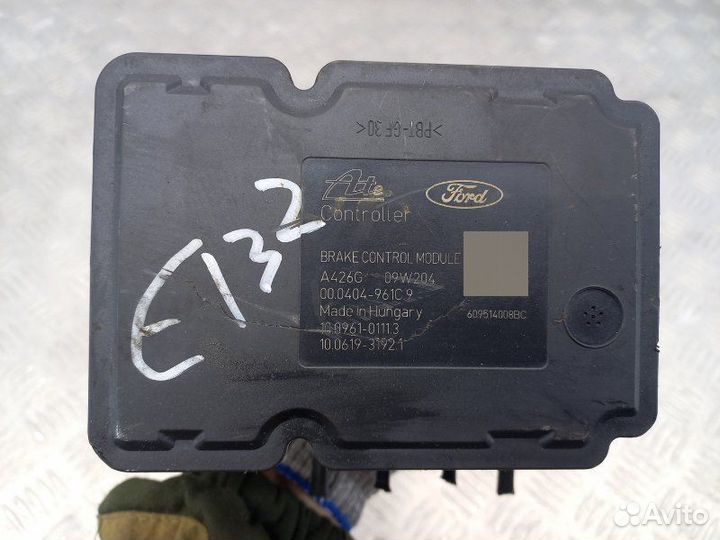 >PBT-GF30<
Ate
Ford
Controller
E132
BRAKE CONTROL MODULE
A426G 09W204
00.0404-961C.9
Made in Hungary 609514008BC
10.0961-0111.3
10.0619-3192.1
Avito